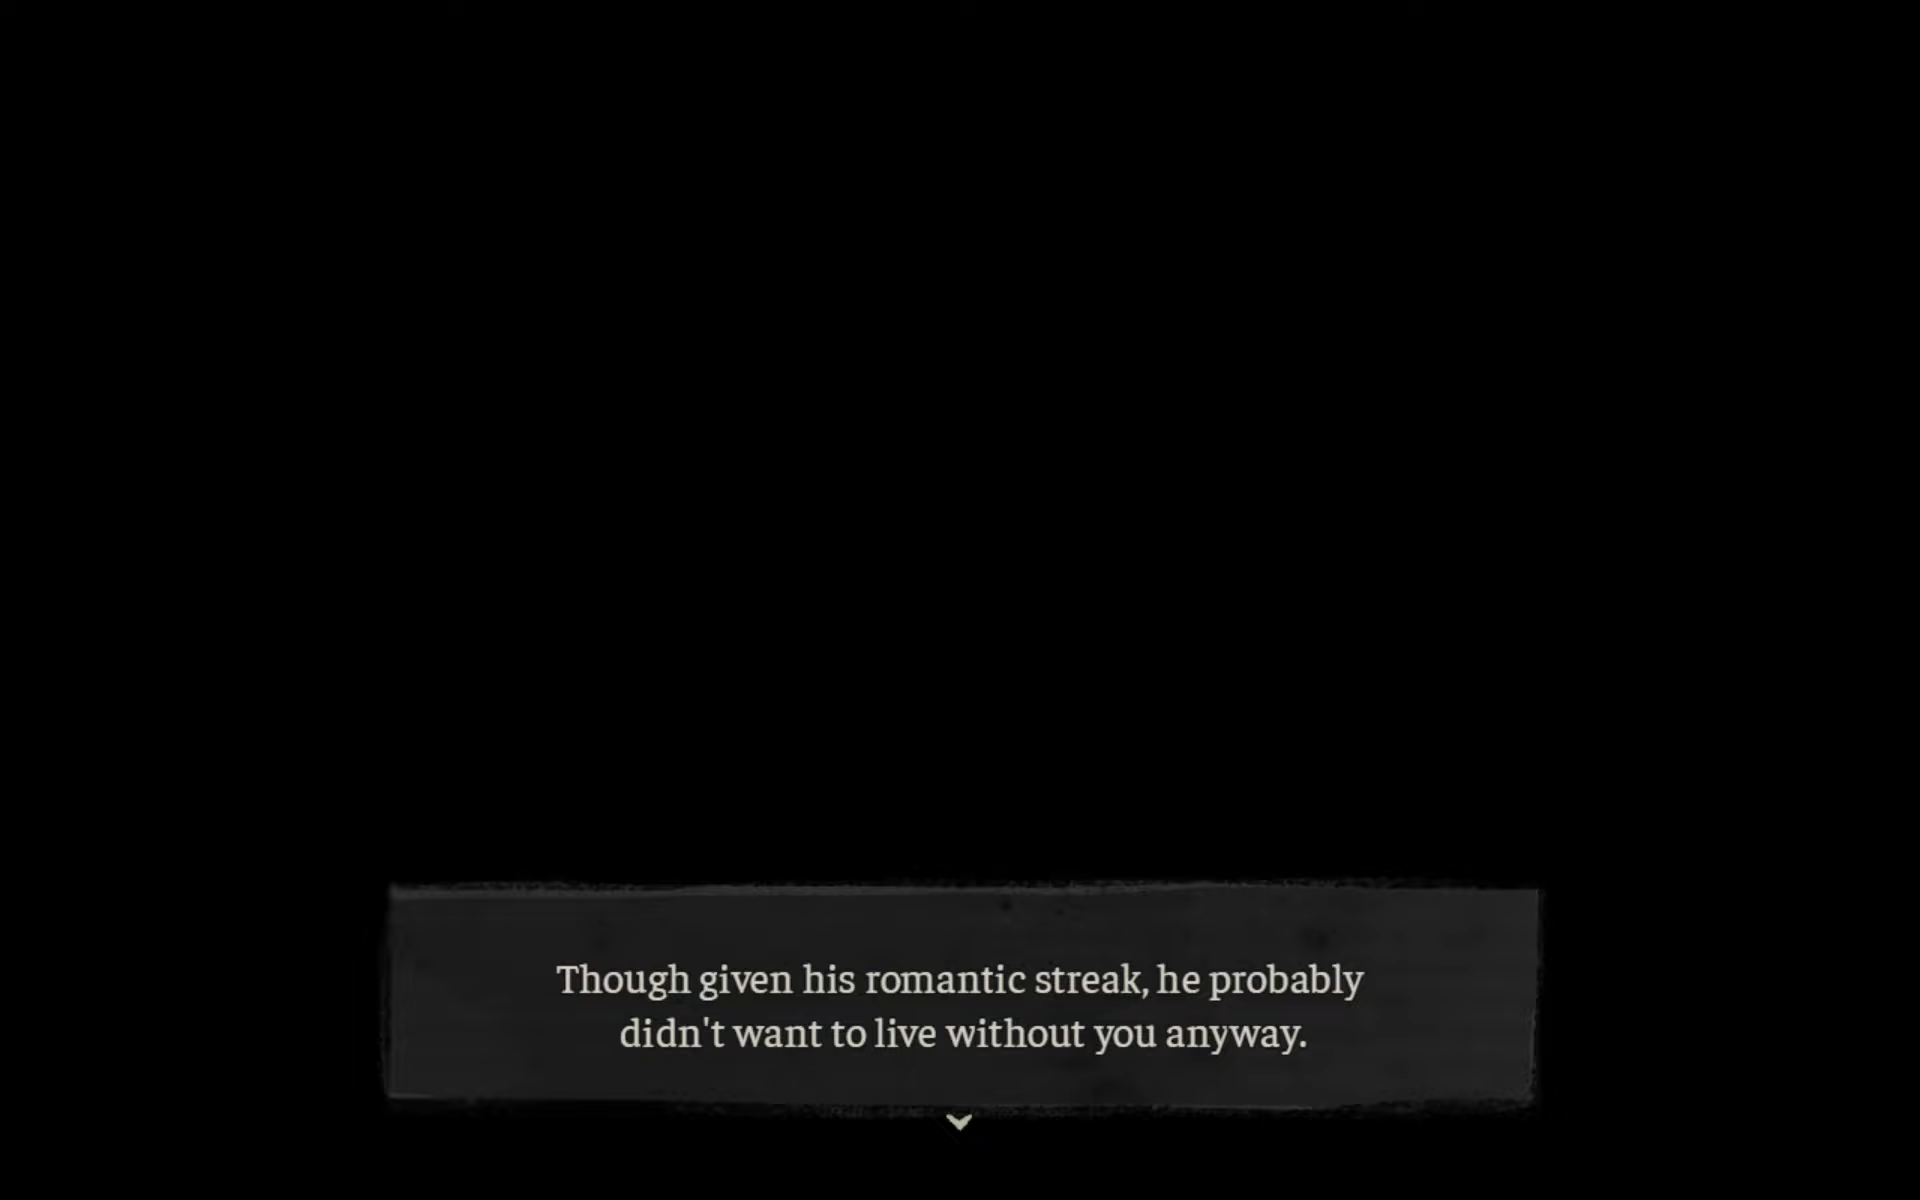 Though given his romantic streak, he probably
didn't want to live without you anyway.